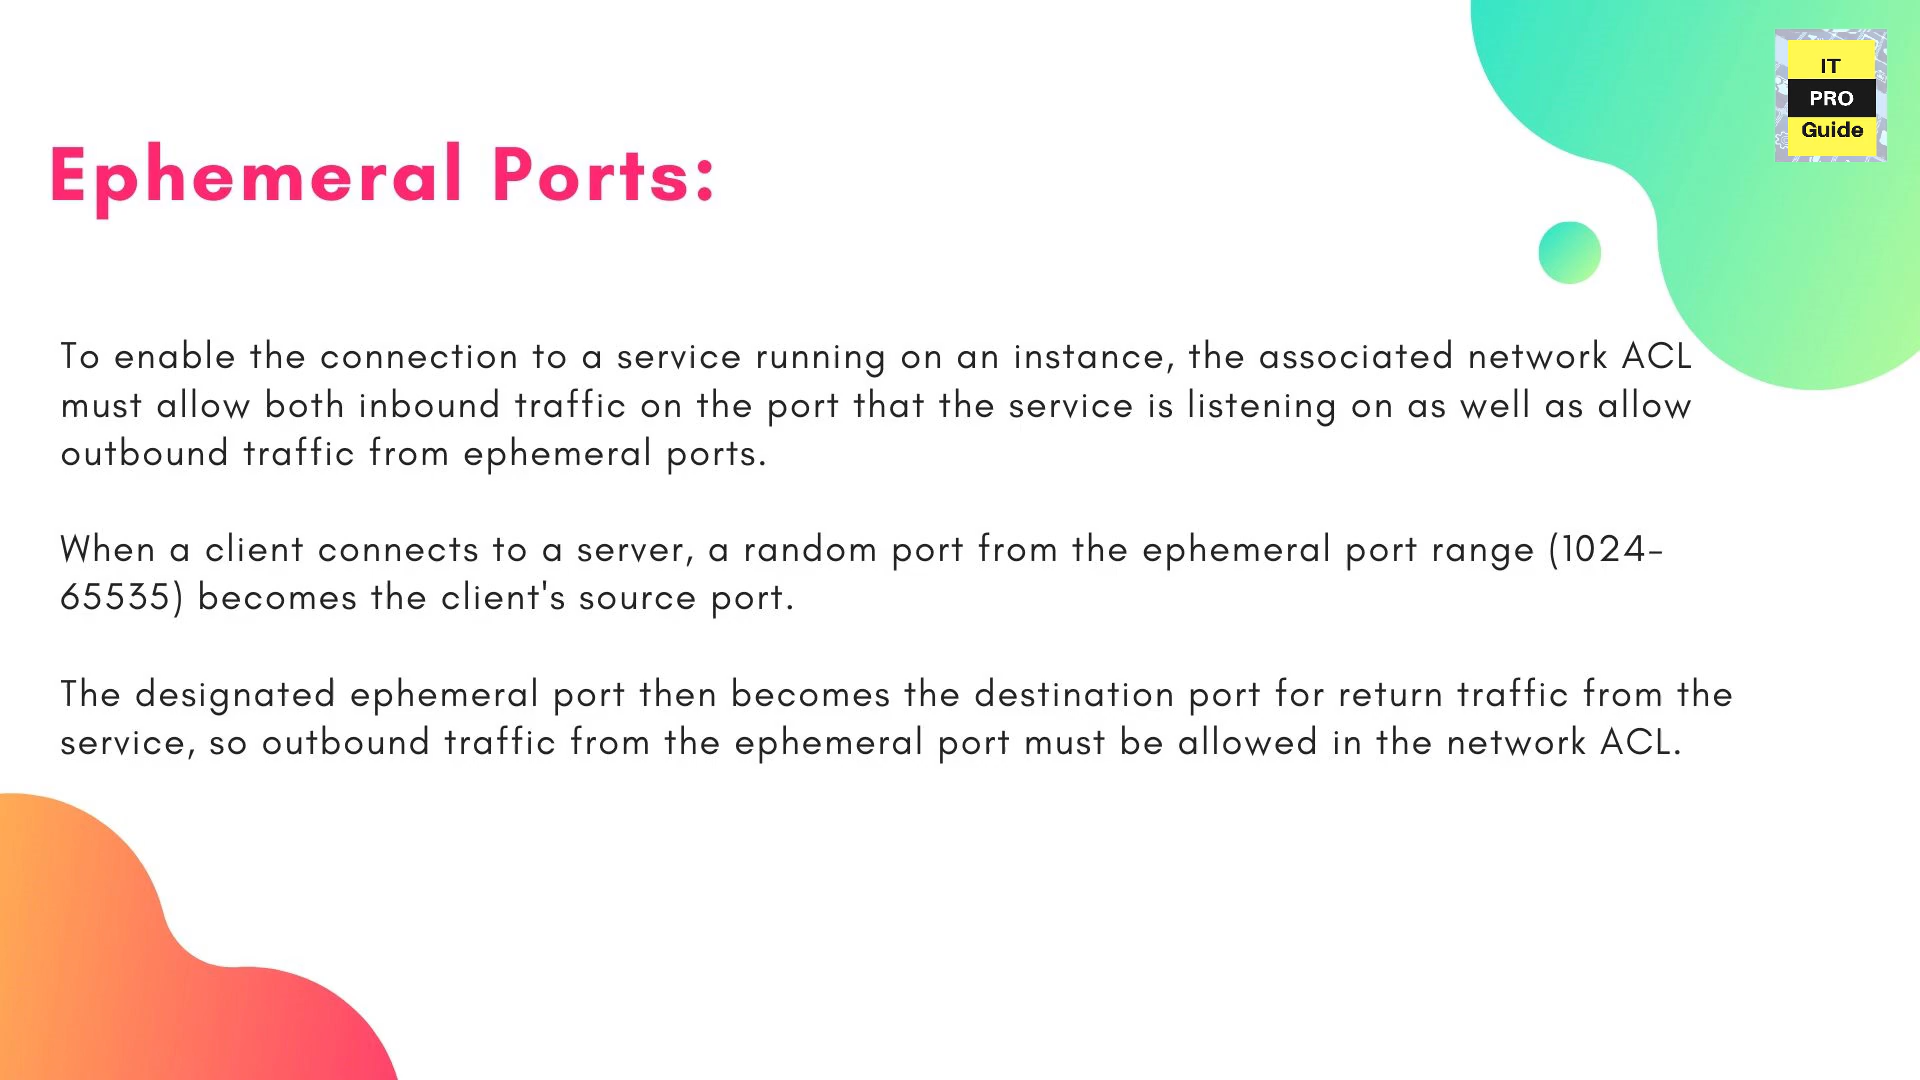 IT
PRO
Guide
Ephemeral Ports:
To enable the connection to a service running on an instance, the associated network ACL
must allow both inbound traffic on the port that the service is listening on as well as allow
outbound traffic from ephemeral ports.
When a client connects to a server, a random port from the ephemeral port range (1024–
65535) becomes the client's source port.
The designated ephemeral port then becomes the destination port for return traffic from the
service, so outbound traffic from the ephemeral port must be allowed in the network ACL.